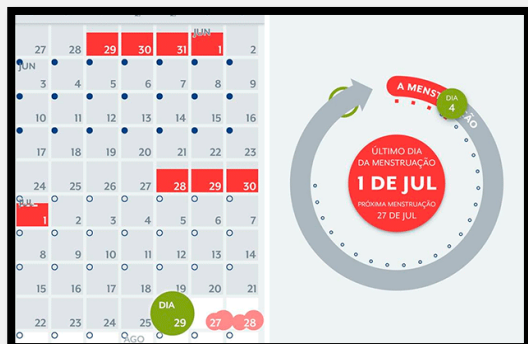 JUN
27 28 29 30 31 1 2
JUN
3 4 5 6 7 8 9
10 11 12 13 14 15 16
17 18 19 20 21 22 23
24 25 26 27 28 29 30
JUL
1 2 3 4 5 6 7
8 9 10 11 12 13 14
15 16 17 18 19 20 21
DIA
22 23 24 25 29 27 28
AGO
A MENSTRUAÇÃO
DIA
4
ÚLTIMO DIA
DA MENSTRUAÇÃO
1 DE JUL
PRÓXIMA MENSTRUAÇÃO
27 DE JUL